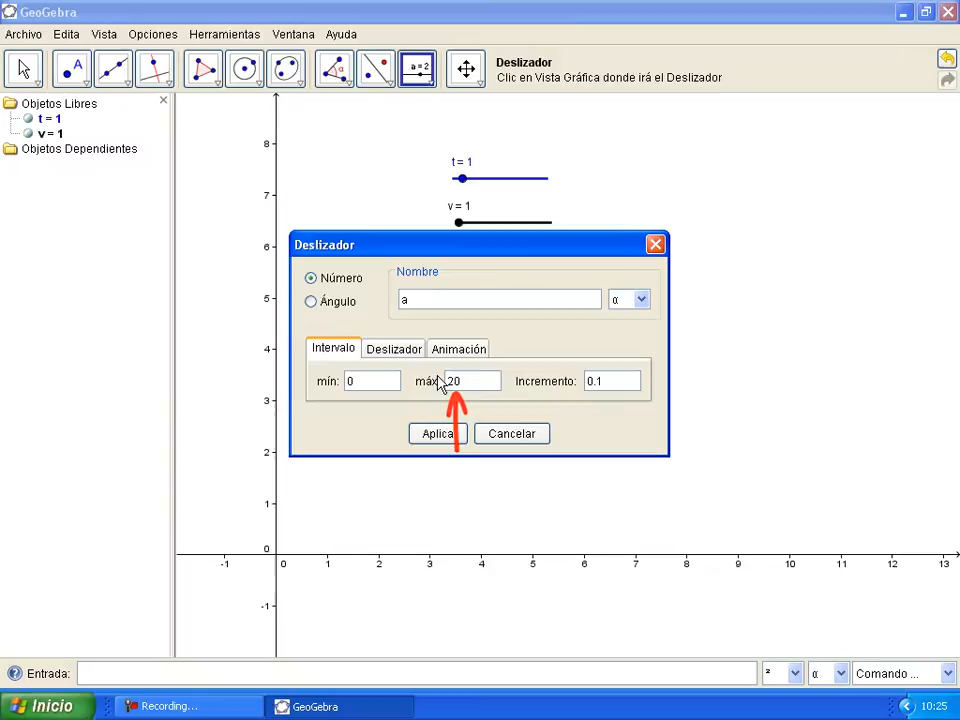 GeoGebra
Archivo Edita Vista Opciones Herramientas Ventana Ayuda
A
α
a = 2
Deslizador
Clic en Vista Gráfica donde irá el Deslizador
Objetos Libres
t = 1
v = 1
Objetos Dependientes
t = 1
v = 1
8
7
6
5
4
3
2
1
0
-1
-1 0 1 2 3 4 5 6 7 8 9 10 11 12 13
Deslizador
Número
Ángulo
Nombre
a
α
Intervalo Deslizador Animación
mín: 0 máx: 20 Incremento: 0.1
Aplica Cancelar
Entrada: ² α Comando ...
Inicio Recording... GeoGebra 10:25